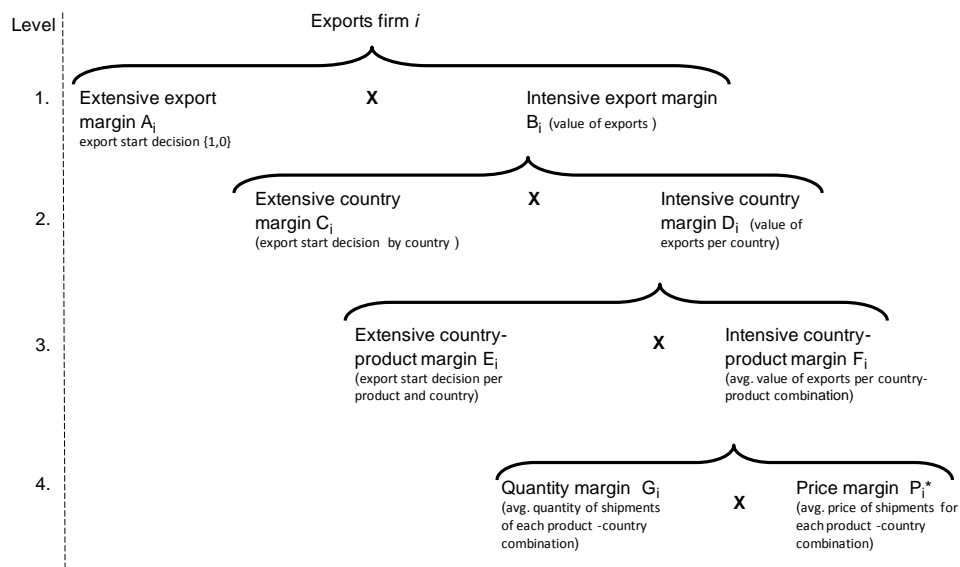 Level
Exports firm i
1.
Extensive export
margin Ai
export start decision {1,0}
X
Intensive export margin
Bi (value of exports )
2.
Extensive country
margin Ci
(export start decision by country )
X
Intensive country
margin Di (value of
exports per country)
3.
Extensive country-
product margin Ei
(export start decision per
product and country)
X
Intensive country-
product margin Fi
(avg. value of exports per country-
product combination)
4.
Quantity margin Gi
(avg. quantity of shipments
of each product -country
combination)
X
Price margin Pi*
(avg. price of shipments for
each product -country
combination)